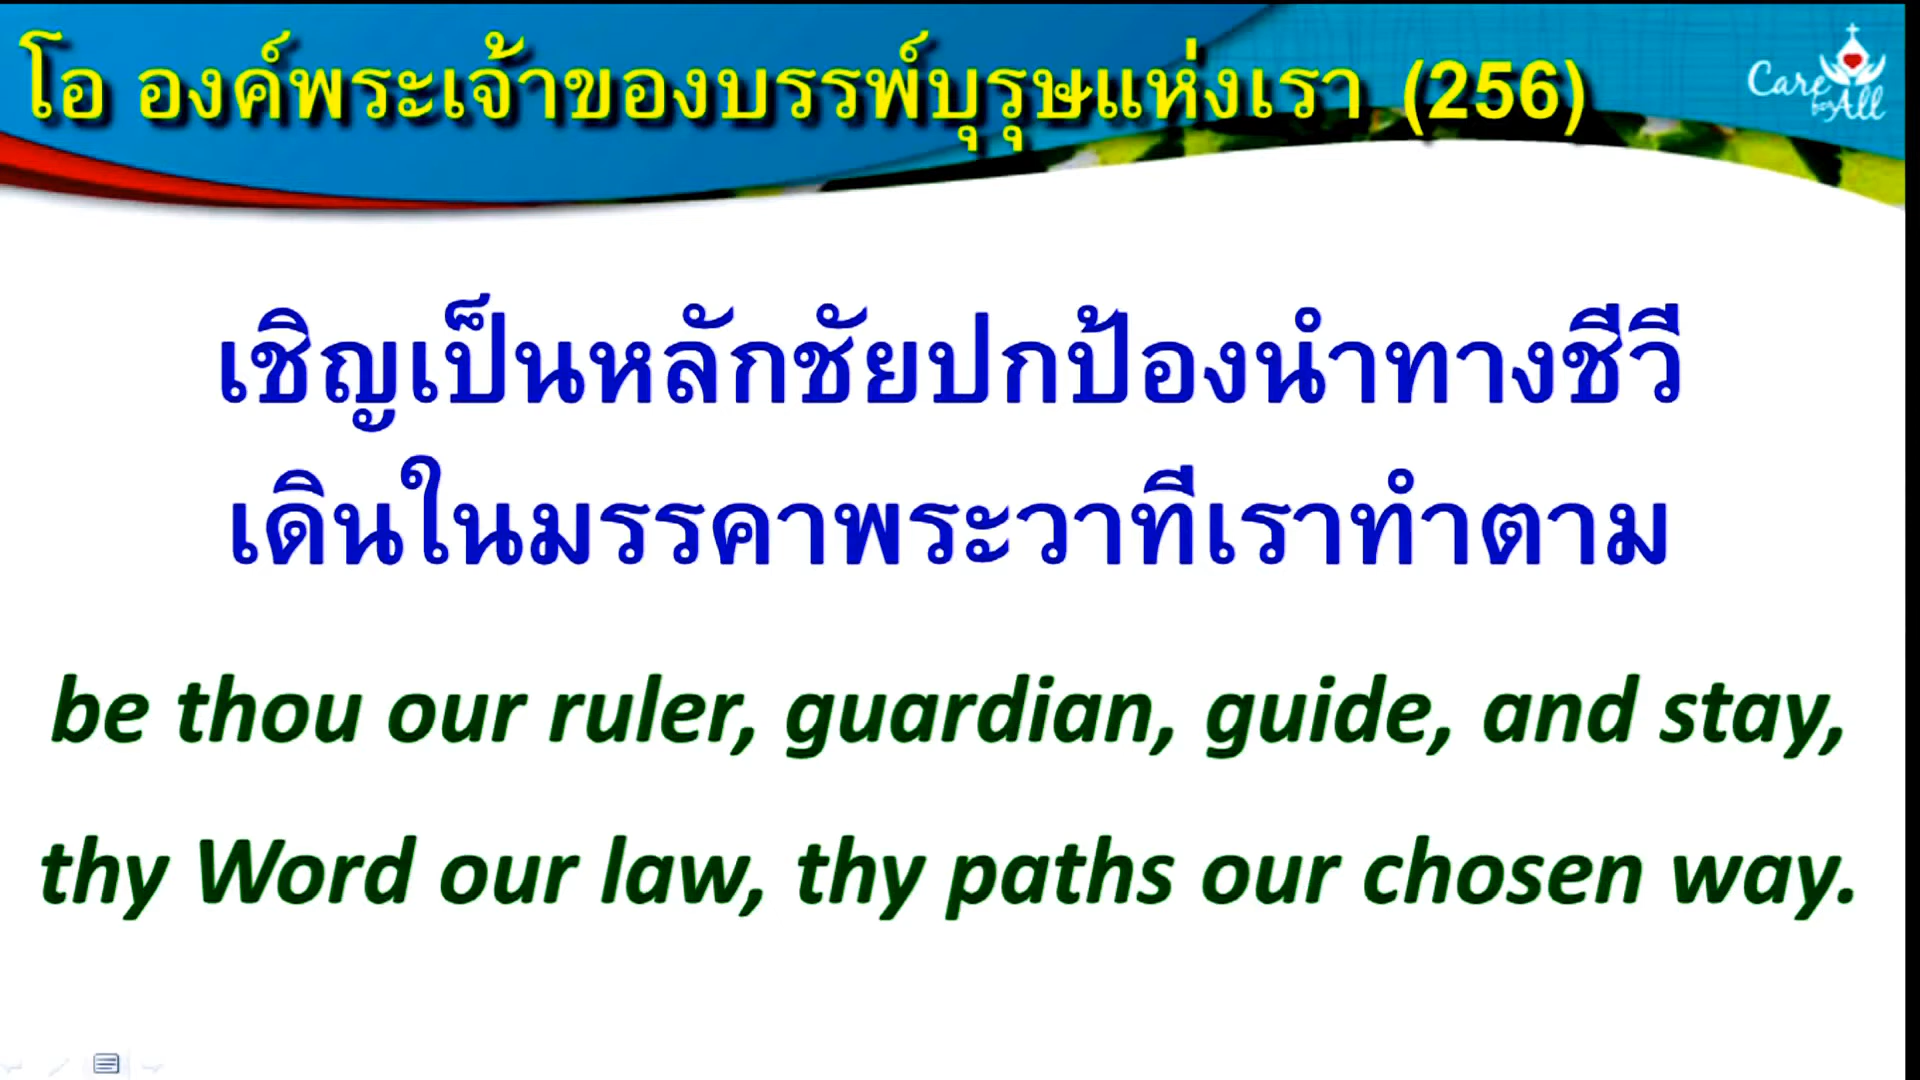 โอ องค์พระเจ้าของบรรพ์บุรุษแห่งเรา (256)
Care
for All
เชิญเป็นหลักชัยปกป้องนำทางชีวี
เดินในมรรคาพระวาทีเราทำตาม
be thou our ruler, guardian, guide, and stay,
thy Word our law, thy paths our chosen way.